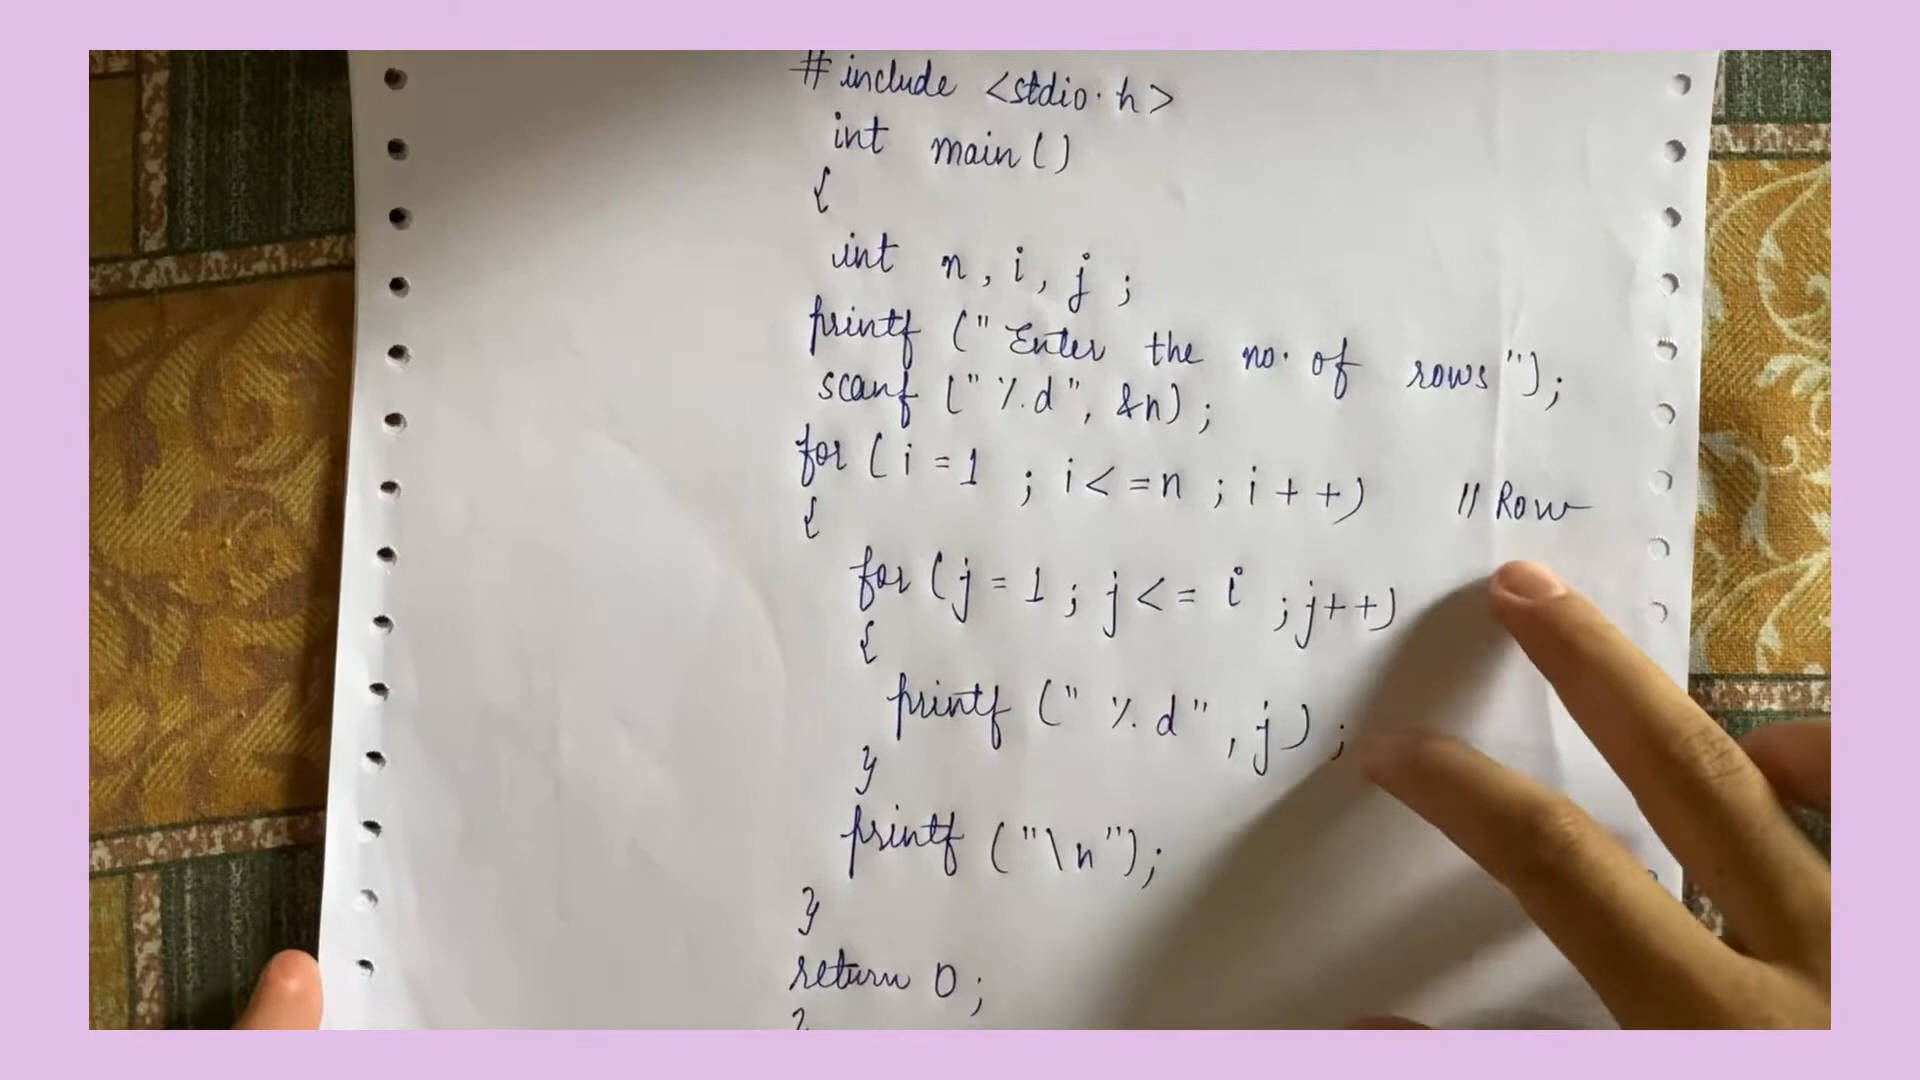 #include <stdio.h>
int main()
{
int n, i, j;
printf ("Enter the no. of rows");
scanf ("%d", &n);
for (i = 1 ; i <= n ; i++) // Row
{
for (j = 1 ; j <= i ; j++)
{
printf ("%d", j);
}
printf ("\n");
}
return 0;
}